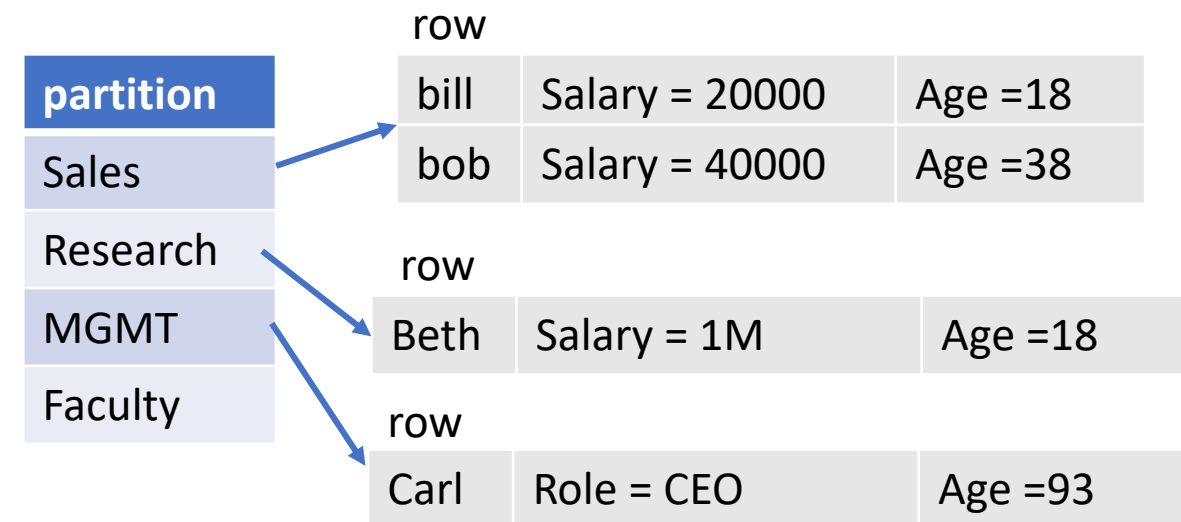 row
partition
bill Salary = 20000 Age =18
Sales
bob Salary = 40000 Age =38
Research
row
MGMT
Beth Salary = 1M Age =18
Faculty
row
Carl Role = CEO Age =93